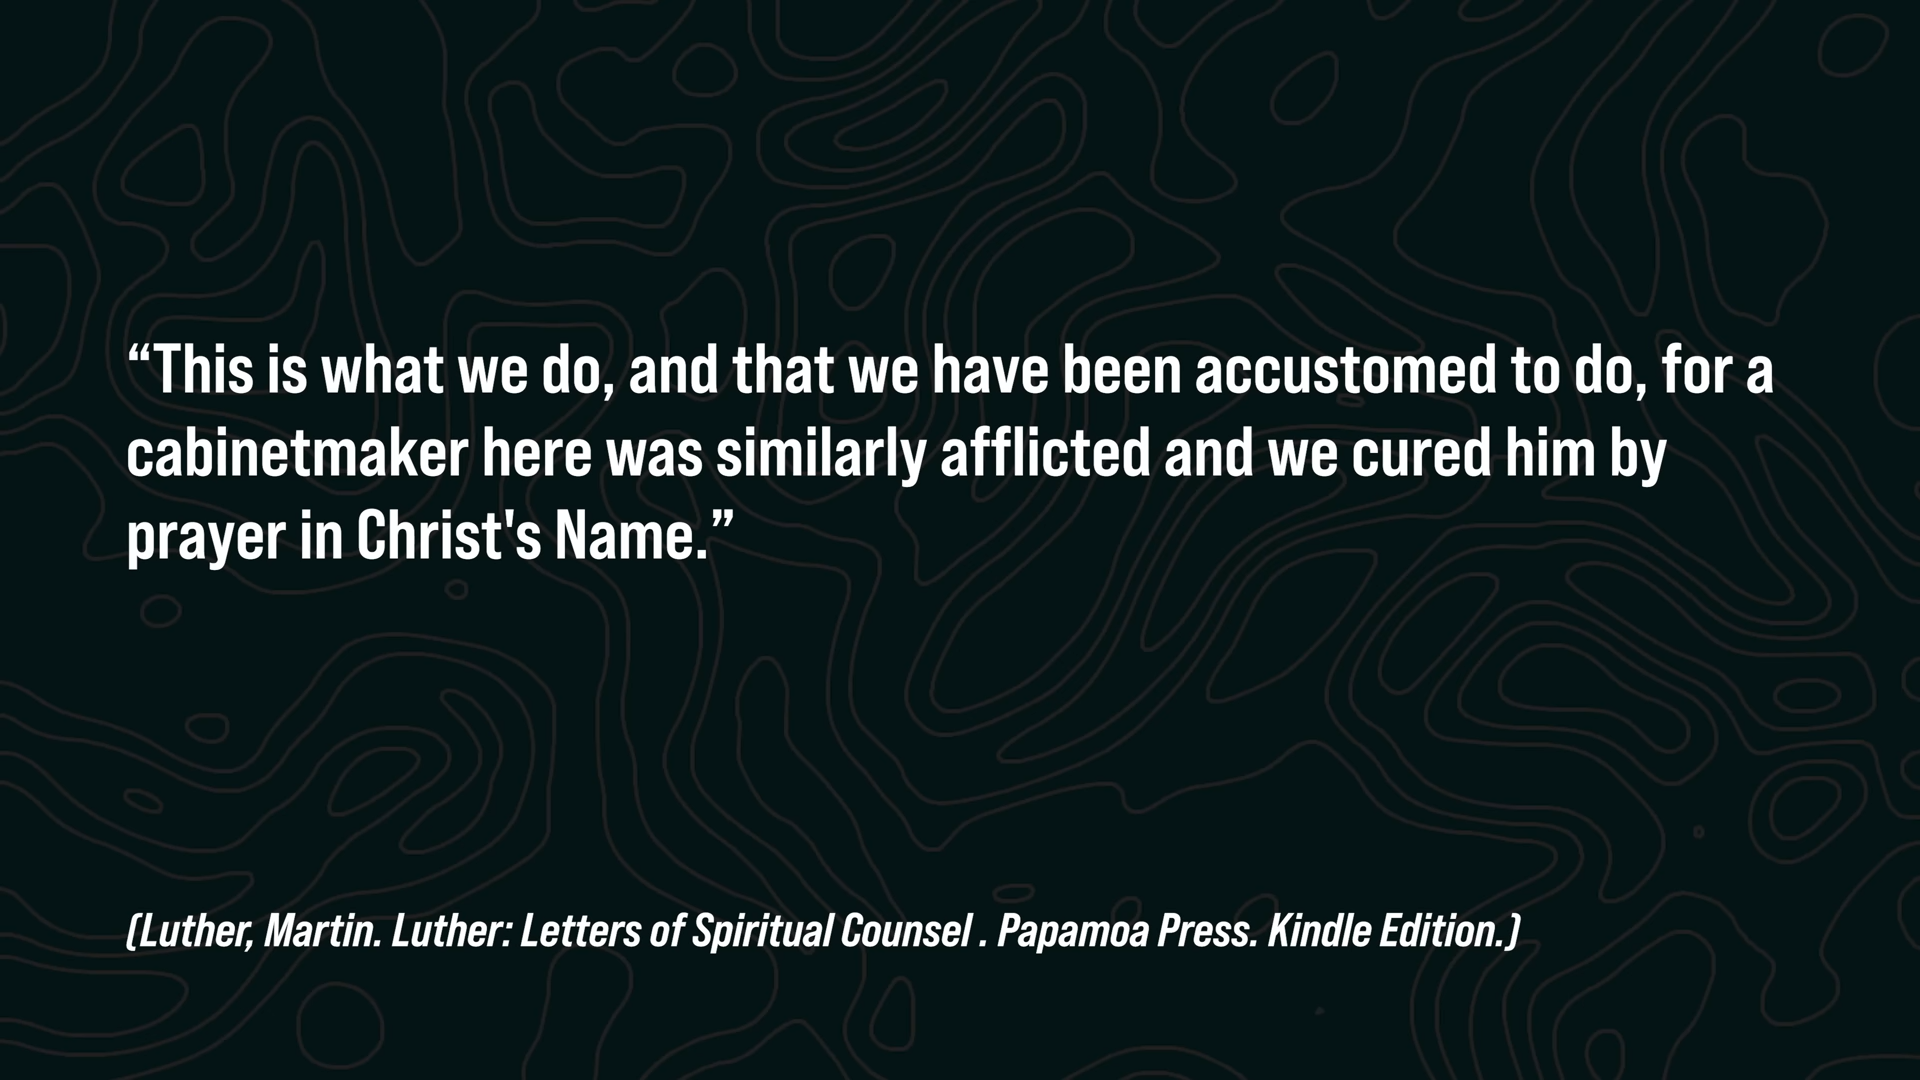 “This is what we do, and that we have been accustomed to do, for a
cabinetmaker here was similarly afflicted and we cured him by
prayer in Christ's Name.”
(Luther, Martin. Luther: Letters of Spiritual Counsel . Papamoa Press. Kindle Edition.)